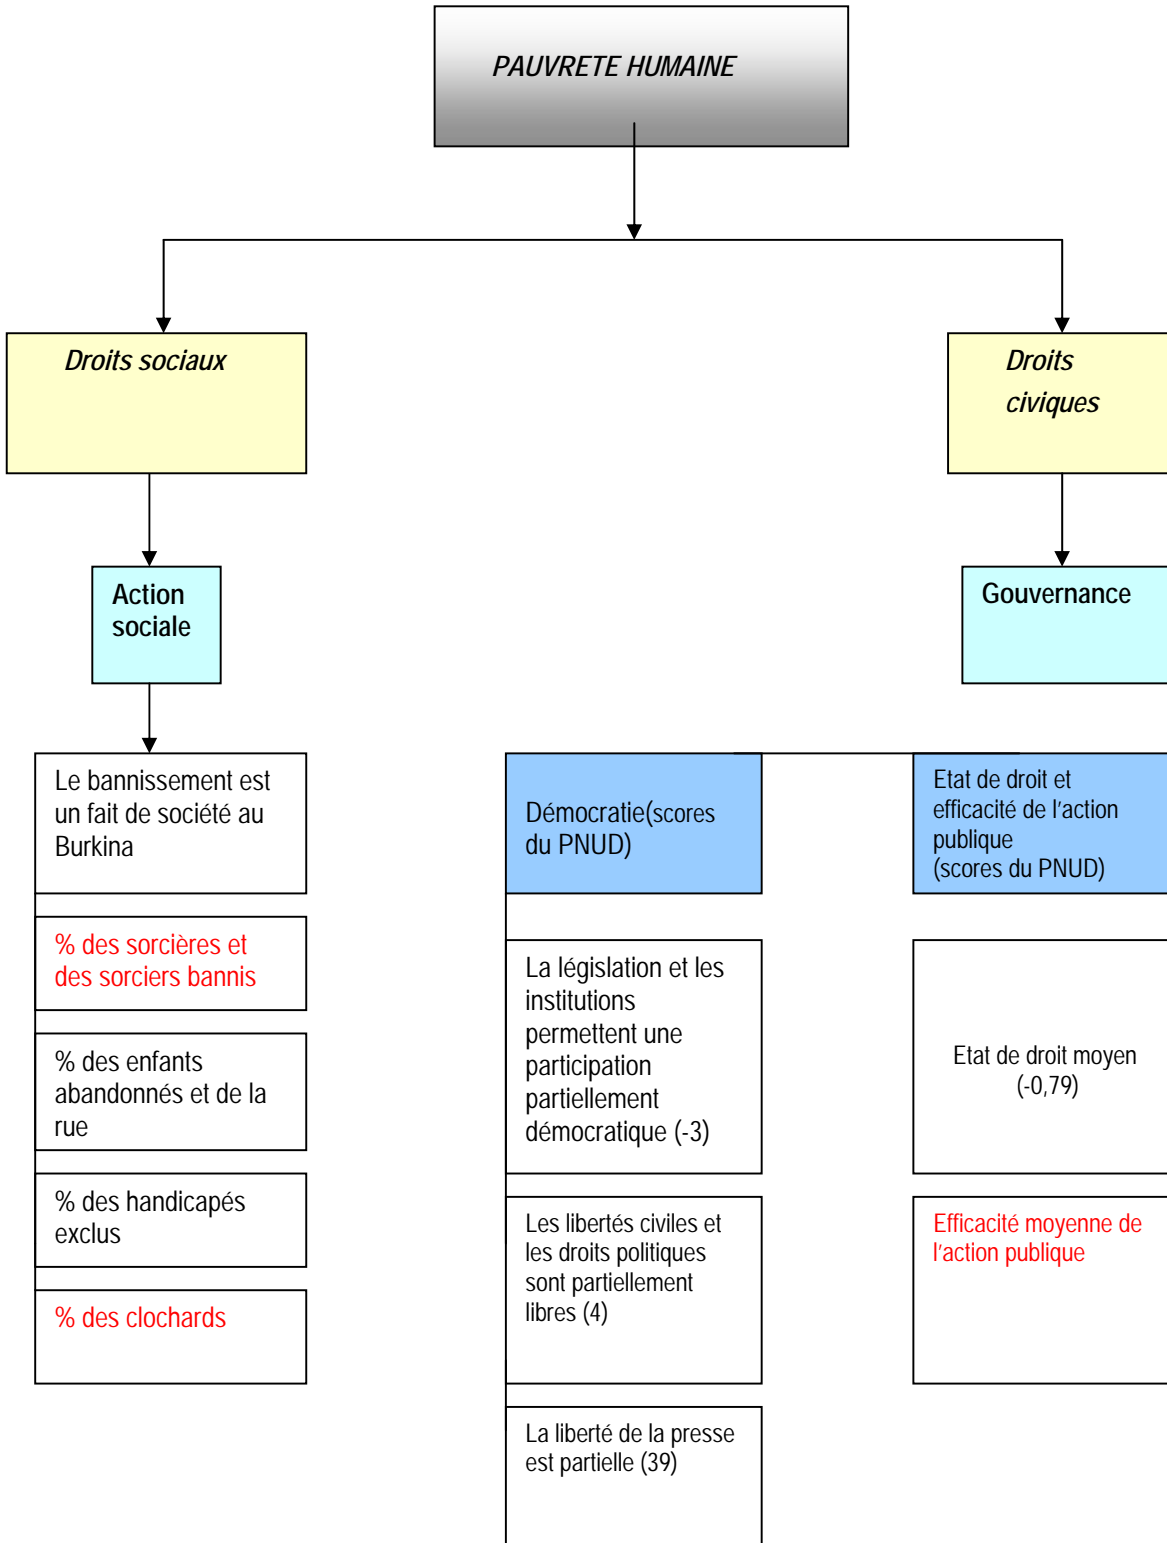 PAUVRETE HUMAINE
Droits sociaux
Droits
civiques
Action
sociale
Gouvernance
Le bannissement est
un fait de société au
Burkina
% des sorcières et
des sorciers bannis
% des enfants
abandonnés et de la
rue
% des handicapés
exclus
% des clochards
Démocratie(scores
du PNUD)
La législation et les
institutions
permettent une
participation
partiellement
démocratique (-3)
Les libertés civiles et
les droits politiques
sont partiellement
libres (4)
La liberté de la presse
est partielle (39)
Etat de droit et
efficacité de l'action
publique
(scores du PNUD)
Etat de droit moyen
(-0,79)
Efficacité moyenne de
l'action publique